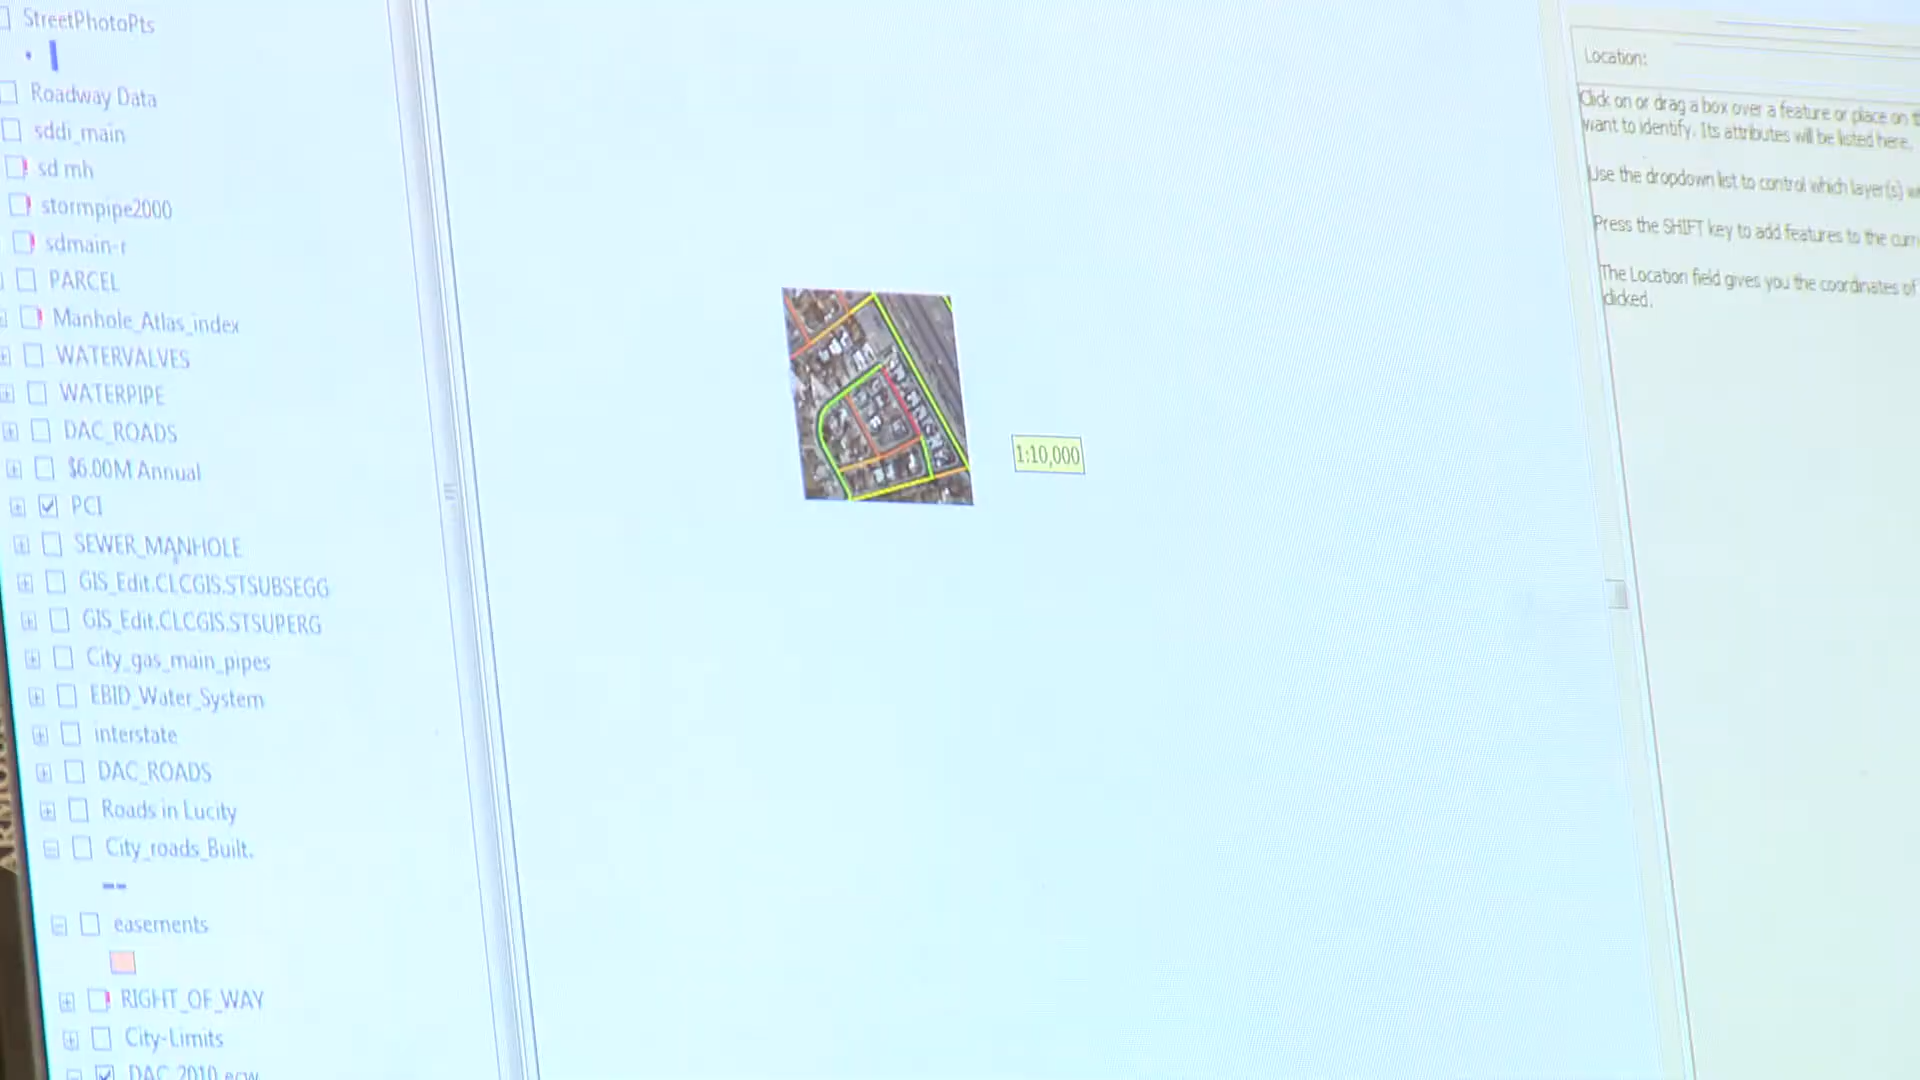 StreetPhotoPts
Roadway Data
sddi_main
sd mh
stormpipe2000
sdmain-r
PARCEL
Manhole_Atlas_index
WATERVALVES
WATERPIPE
DAC_ROADS
$6.00M Annual
PCI
SEWER_MANHOLE
GIS_Edit.CLCGIS.STSUBSEGG
GIS_Edit.CLCGIS.STSUPERG
City_gas_main_pipes
EBID_Water_System
interstate
DAC_ROADS
Roads in Lucity
City_roads_Built.
easements
RIGHT_OF_WAY
City-Limits
DAC 2010.ecw
1:10,000
Location:
Click on or drag a box over a feature or place on
want to identify. Its attributes will be listed here.
Use the dropdown list to control which layer(s)
Press the SHIFT key to add features to the
The Location field gives you the coordinates of
clicked.